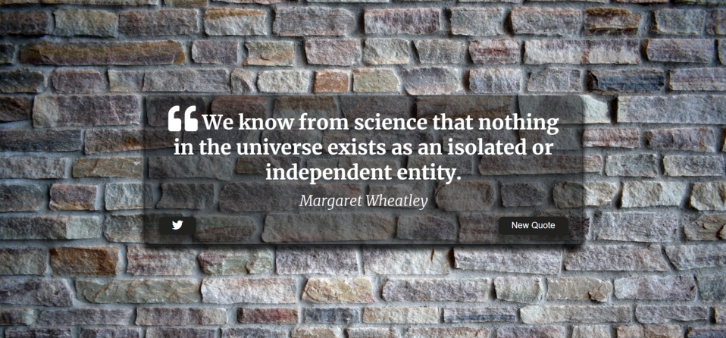 We know from science that nothing
in the universe exists as an isolated or
independent entity.
Margaret Wheatley
New Quote